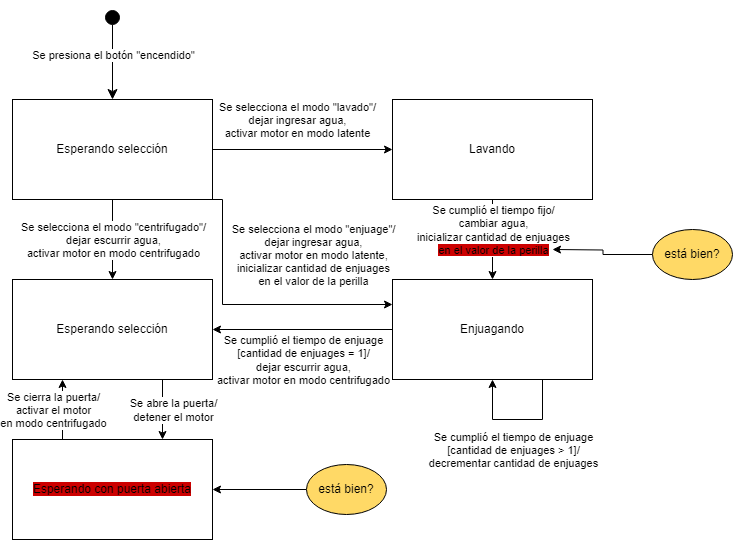 Se presiona el botón "encendido"
Esperando selección
Se selecciona el modo "lavado"/
dejar ingresar agua,
activar motor en modo latente
Lavando
Se selecciona el modo "centrifugado"/
dejar escurrir agua,
activar motor en modo centrifugado
Se selecciona el modo "enjuage"/
dejar ingresar agua,
activar motor en modo latente,
inicializar cantidad de enjuages
en el valor de la perilla
Se cumplió el tiempo fijo/
cambiar agua,
inicializar cantidad de enjuages
en el valor de la perilla
está bien?
Esperando selección
Enjuagando
Se cumplió el tiempo de enjuage
[cantidad de enjuages = 1]/
dejar escurrir agua,
activar motor en modo centrifugado
Se cierra la puerta/
activar el motor
en modo centrifugado
Se abre la puerta/
detener el motor
Se cumplió el tiempo de enjuage
[cantidad de enjuages > 1]/
decrementar cantidad de enjuages
Esperando con puerta abierta
está bien?